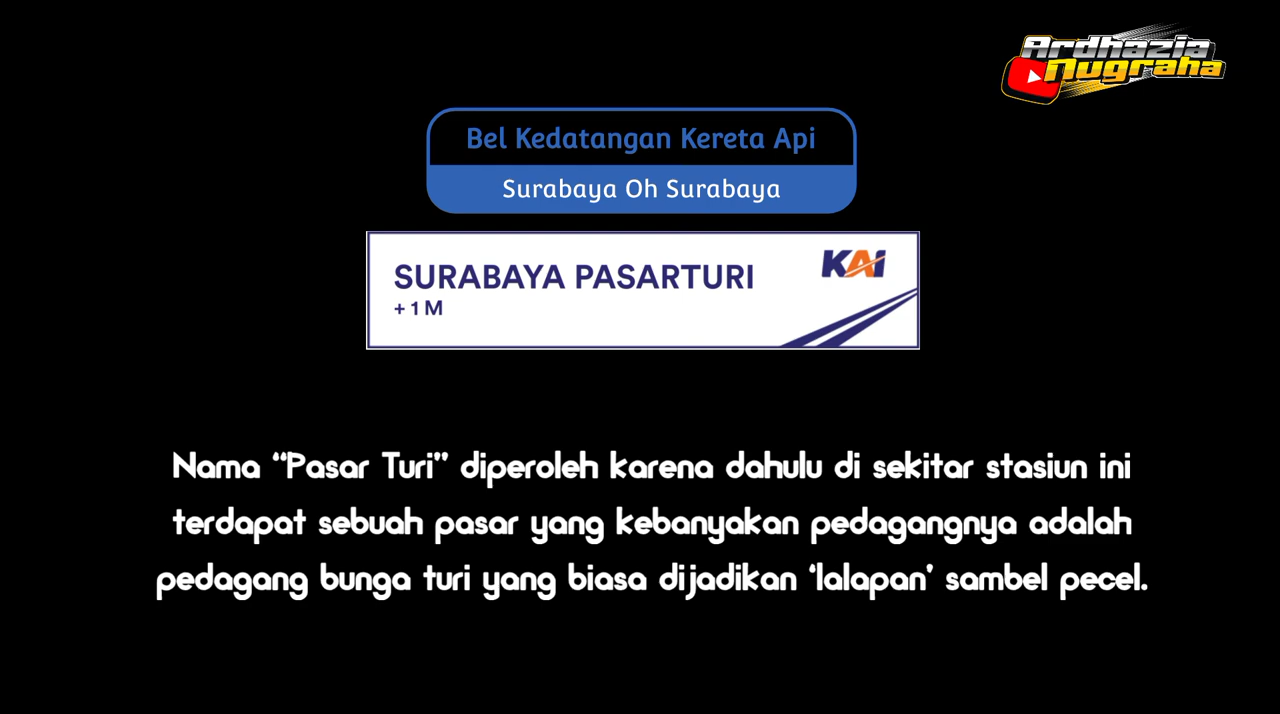 Ardhazia
Nugraha
Bel Kedatangan Kereta Api
Surabaya Oh Surabaya
SURABAYA PASARTURI
KAI
+ 1 M
Nama “Pasar Turi” diperoleh karena dahulu di sekitar stasiun ini
terdapat sebuah pasar yang kebanyakan pedagangnya adalah
pedagang bunga turi yang biasa dijadikan ‘lalapan’ sambel pecel.